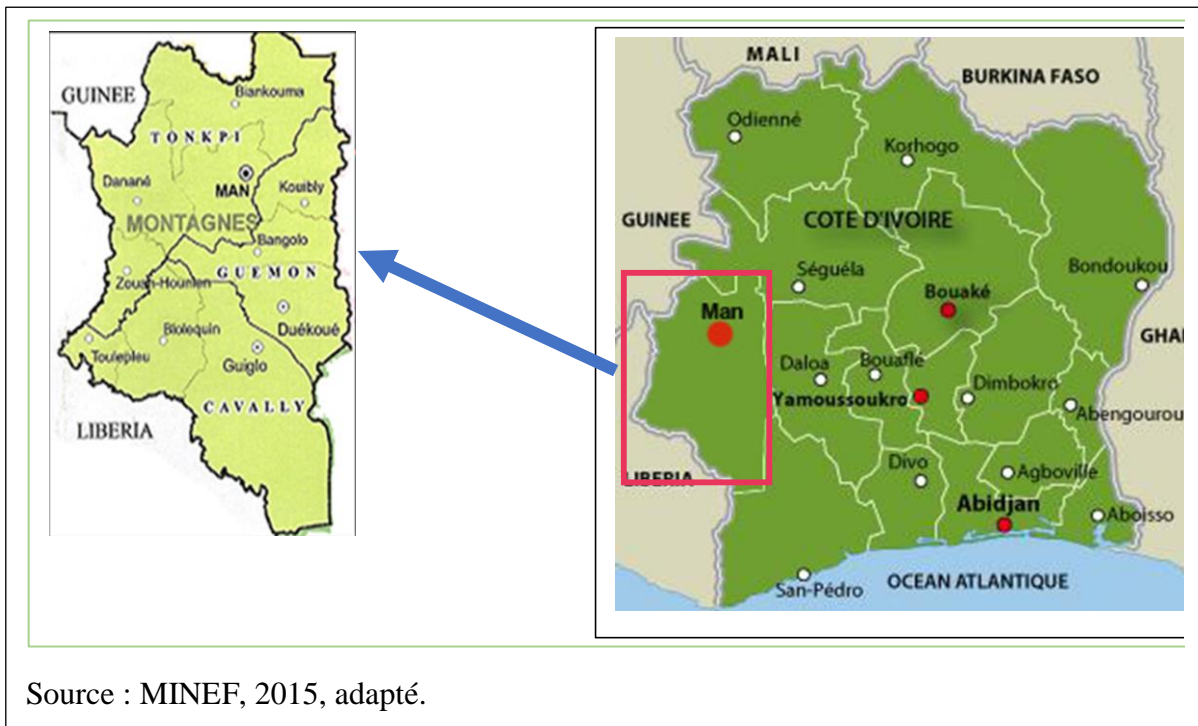 GUINEE
Biankouma
TONKPI
Danané
MAN
Kouibly
MONTAGNES
Bangolo
GUEMON
Zouan-Hounien
Duékoué
Blolequin
Toulepleu
Guiglo
CAVALLY
LIBERIA
MALI
BURKINA FASO
Odienné
Korhogo
GUINEE
COTE D'IVOIRE
Séguéla
Bondoukou
Bouaké
Man
GHA
Daloa
Bouaflé
Dimbokro
Yamoussoukro
Abengourou
LIBERIA
Divo
Agboville
Abidjan
Aboisso
San-Pédro
OCEAN ATLANTIQUE
Source : MINEF, 2015, adapté.